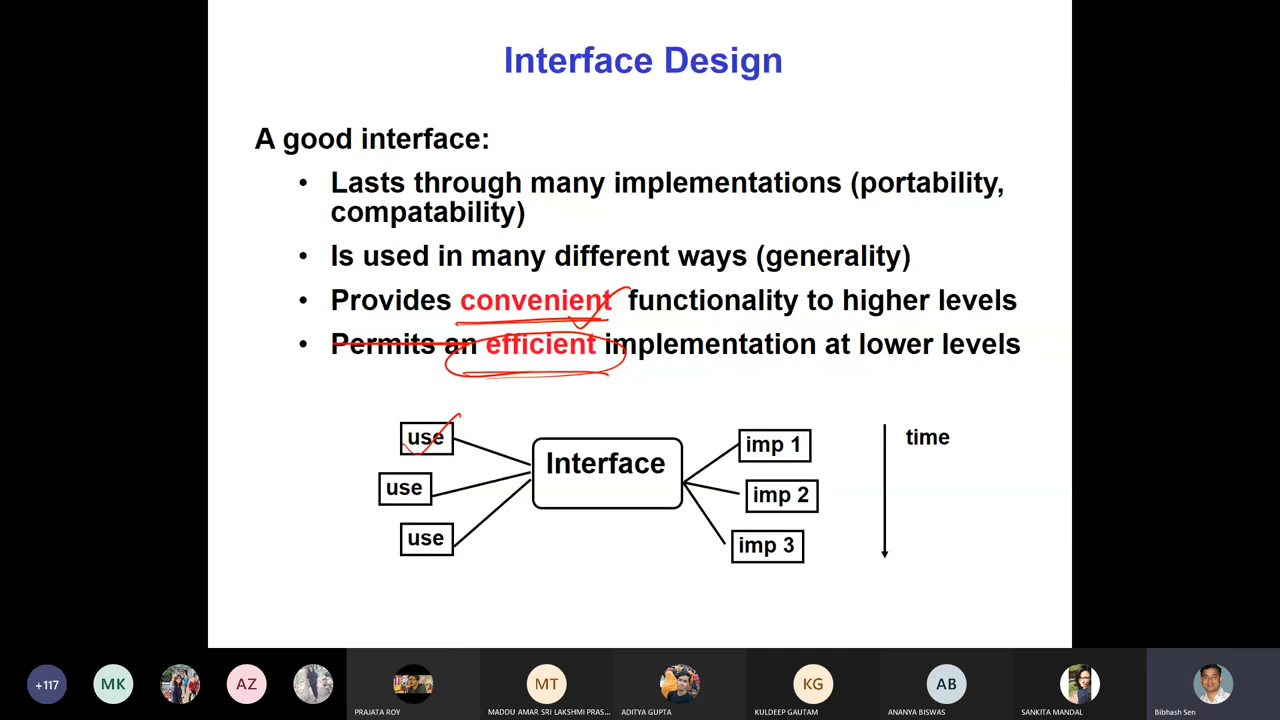 Interface Design
A good interface:
• Lasts through many implementations (portability,
compatability)
• Is used in many different ways (generality)
• Provides convenient functionality to higher levels
• Permits an efficient implementation at lower levels
use
use
use
Interface
imp 1
imp 2
imp 3
time
+117
MK
AZ
PRAJATA ROY
MT
MADDU AMAR SRI LAKSHMI PRAS...
ADITYA GUPTA
KG
KULDEEP GAUTAM
AB
ANANYA BISWAS
SANKITA MANDAL
Bibhash Sen